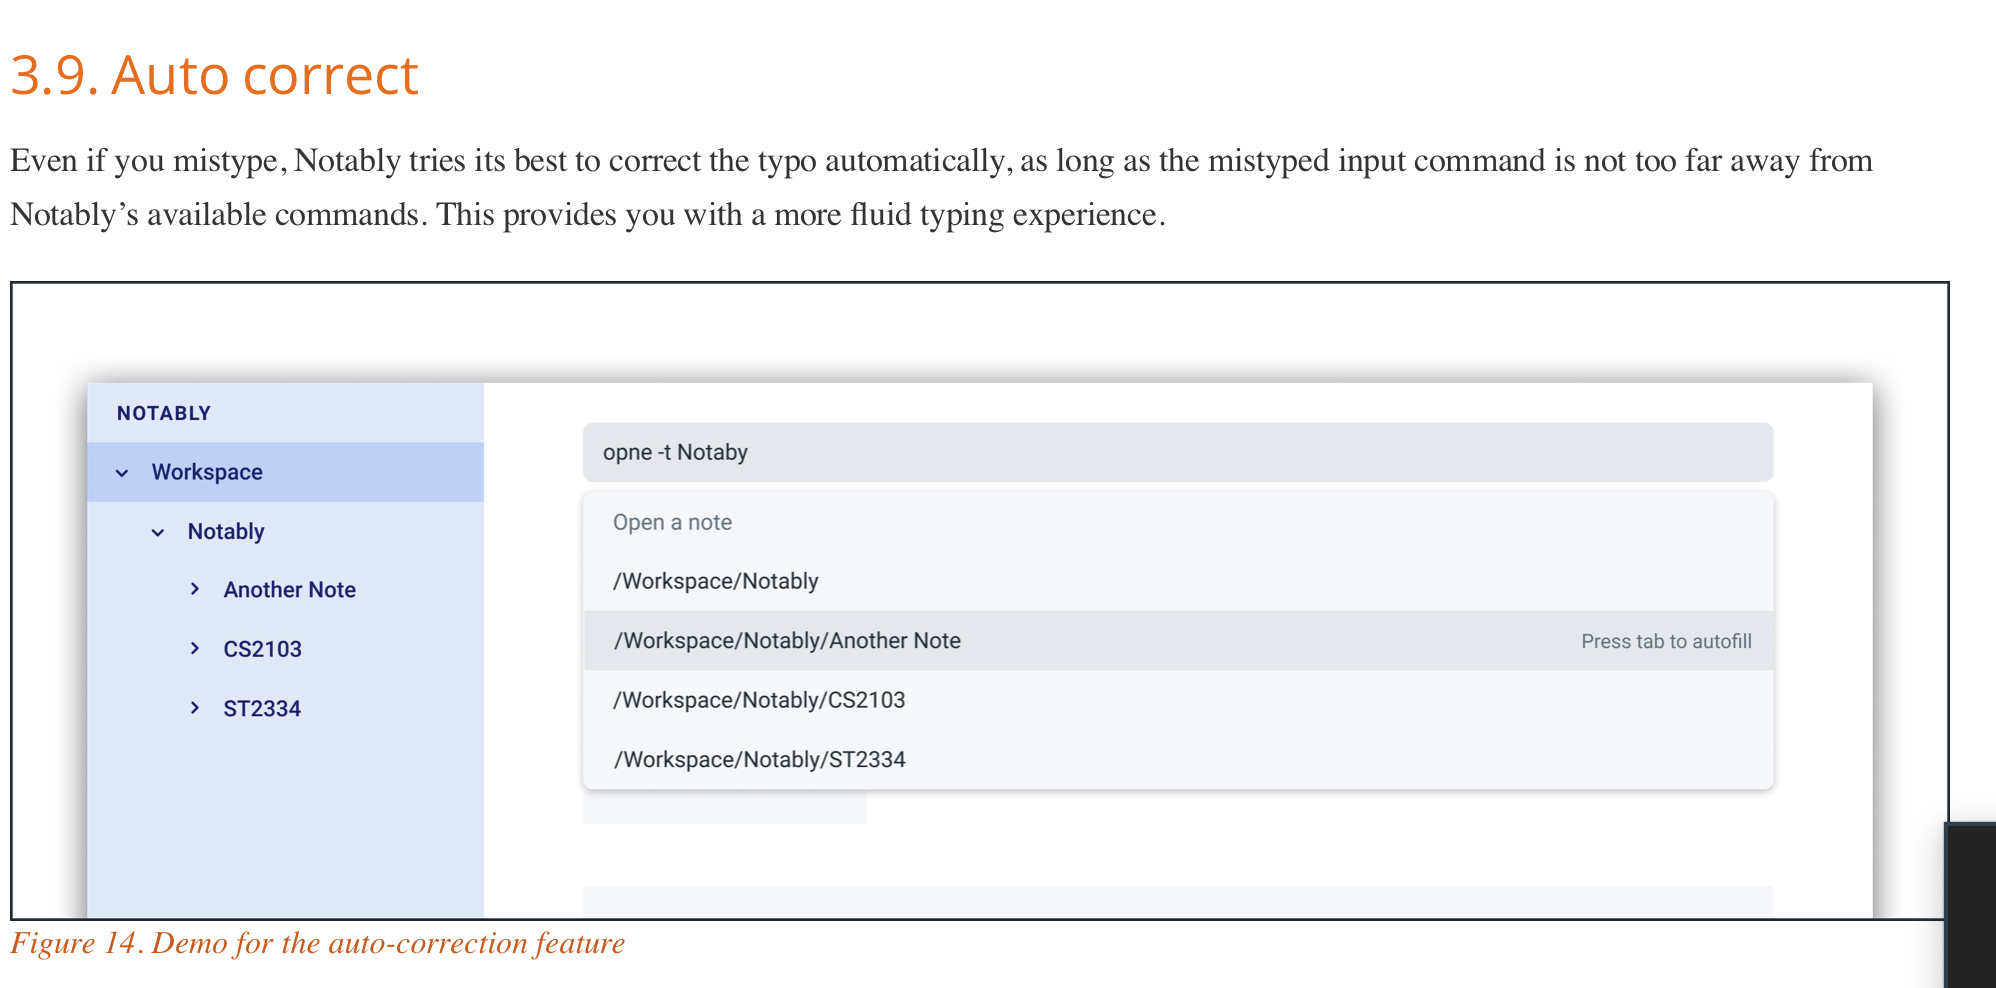 3.9. Auto correct
Even if you mistype, Notably tries its best to correct the typo automatically, as long as the mistyped input command is not too far away from
Notably’s available commands. This provides you with a more fluid typing experience.
NOTABLY
Workspace
Notably
Another Note
CS2103
ST2334
opne -t Notaby
Open a note
/Workspace/Notably
/Workspace/Notably/Another Note Press tab to autofill
/Workspace/Notably/CS2103
/Workspace/Notably/ST2334
Figure 14. Demo for the auto-correction feature